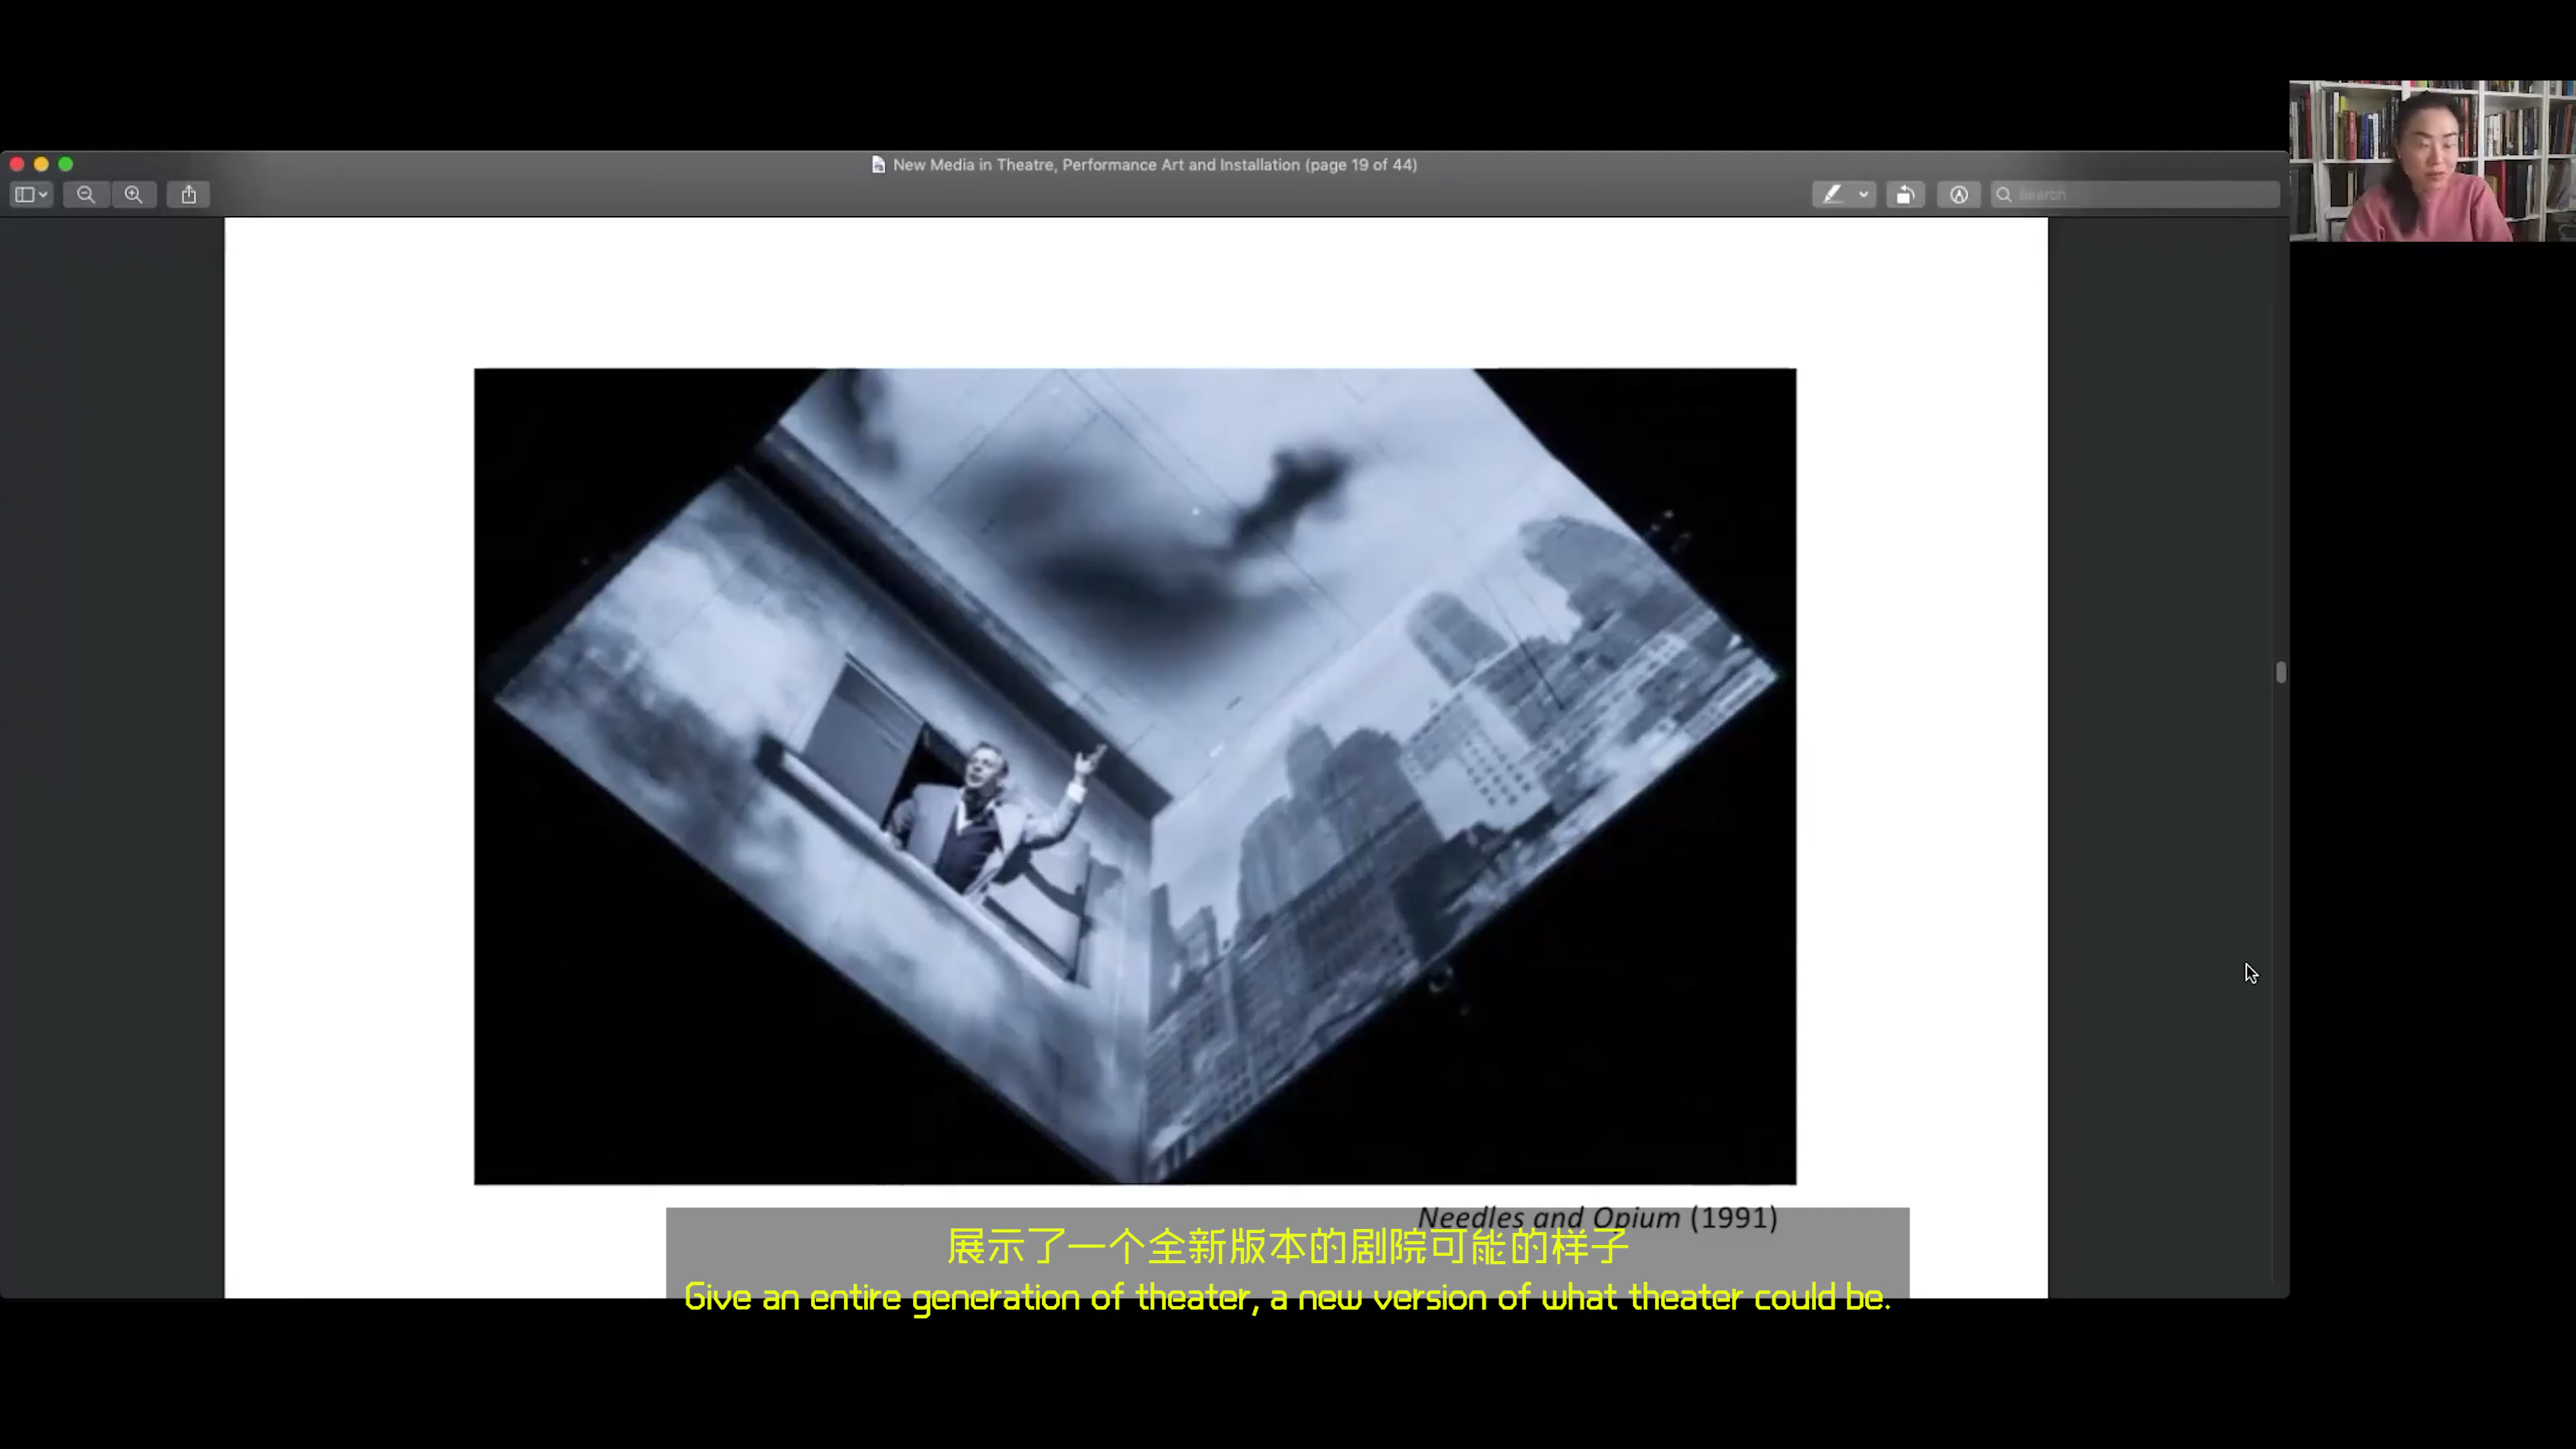 New Media in Theatre, Performance Art and Installation (page 19 of 44)
Search
Needles and Opium (1991)
展示了一个全新版本的剧院可能的样子
Give an entire generation of theater, a new version of what theater could be.